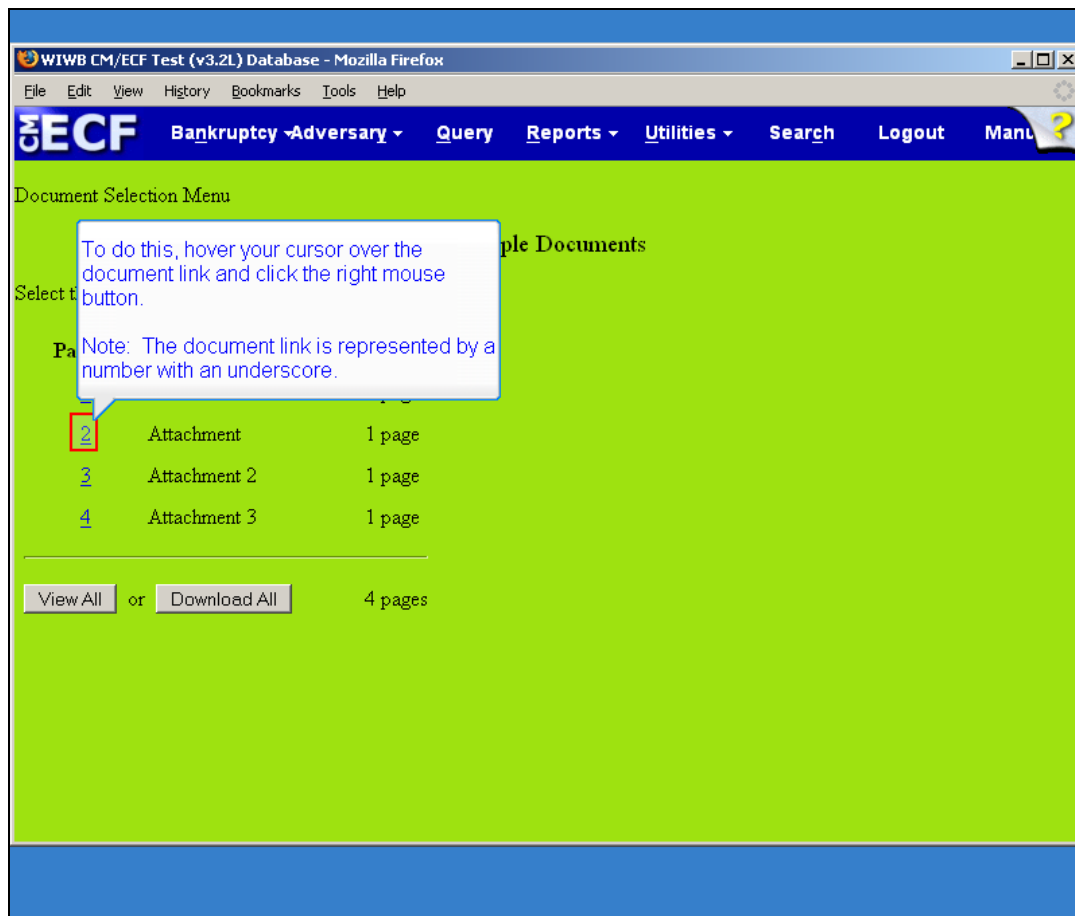 WIWB CM/ECF Test (v3.2L) Database - Mozilla Firefox
File Edit View History Bookmarks Tools Help
CM ECF Bankruptcy Adversary Query Reports Utilities Search Logout ?
Document Selection Menu
To do this, hover your cursor over the
document link and click the right mouse
button.
Note: The document link is represented by a
number with an underscore.
Documents
Select
2 Attachment 1 page
3 Attachment 2 1 page
4 Attachment 3 1 page
View All or Download All 4 pages